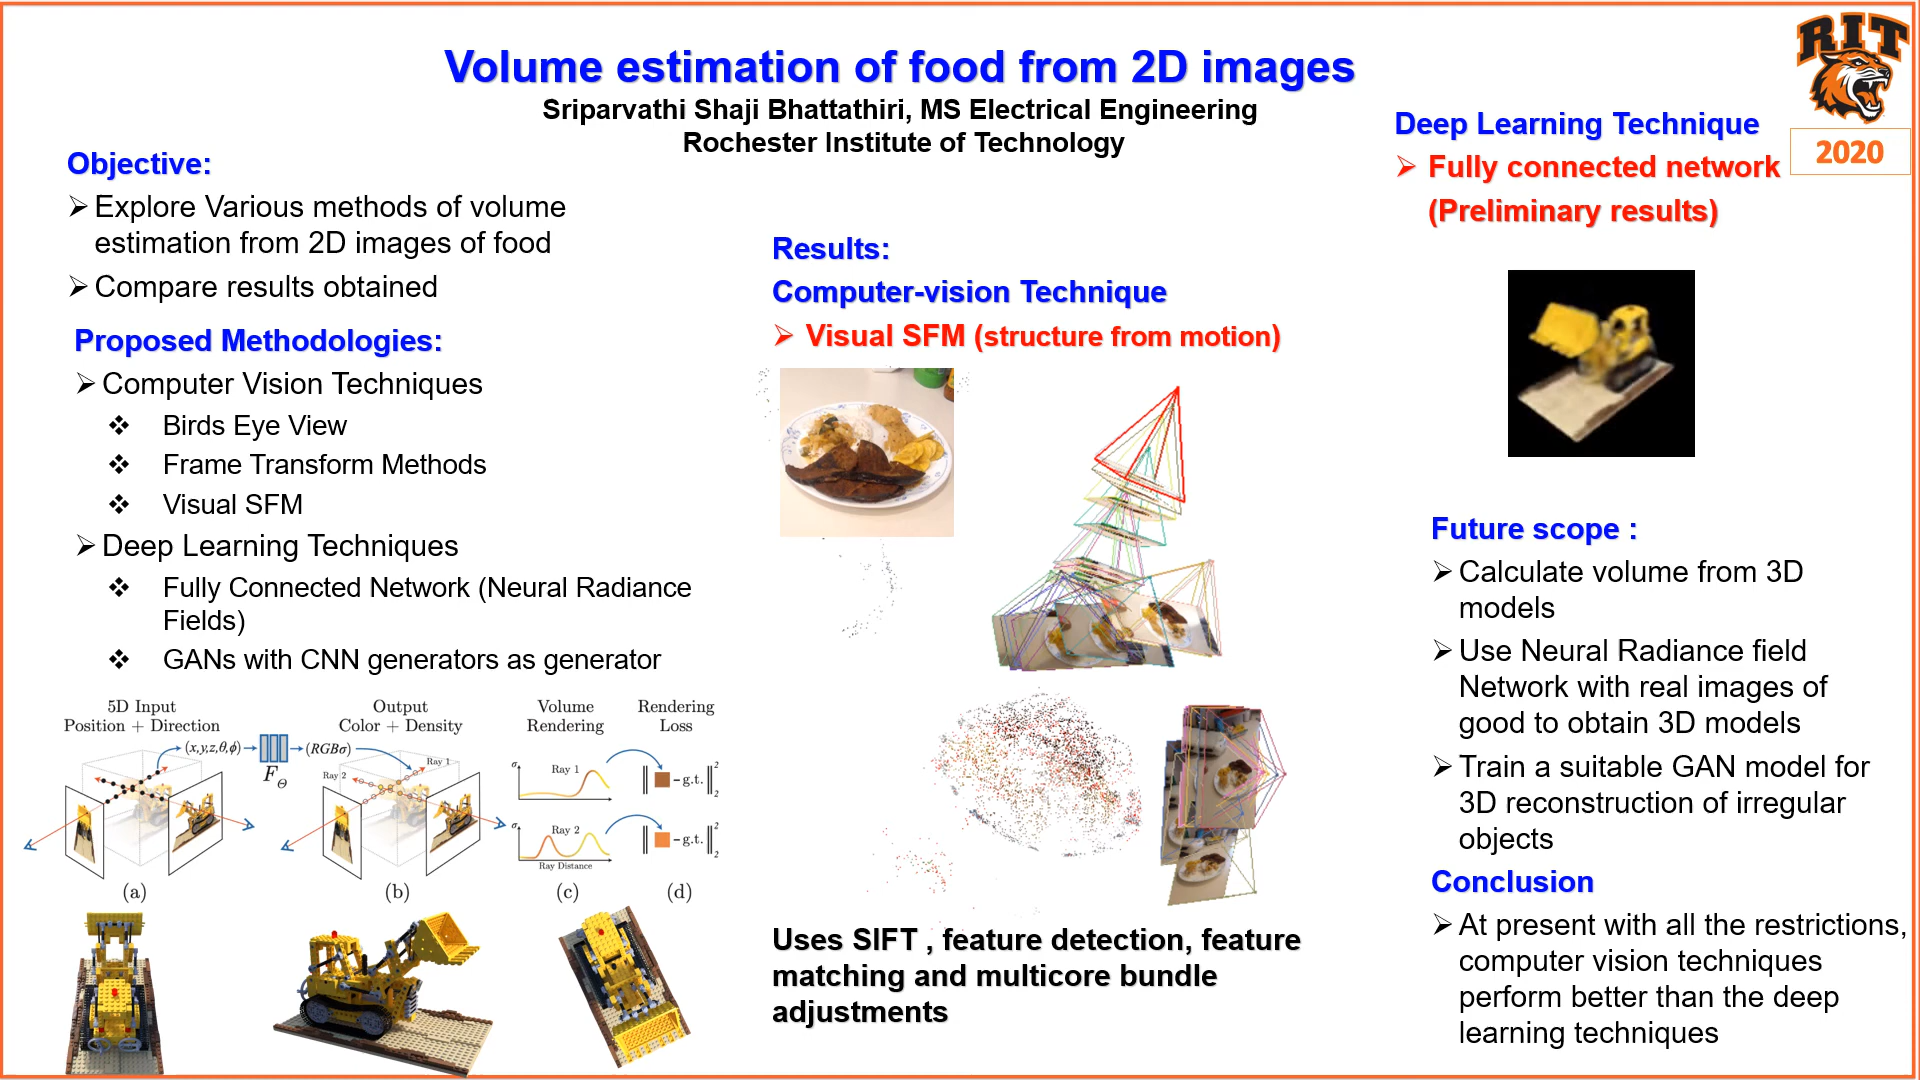 Volume estimation of food from 2D images
Sriparvathi Shaji Bhattathiri, MS Electrical Engineering
Rochester Institute of Technology
RIT
2020
Objective:
➢ Explore Various methods of volume
estimation from 2D images of food
➢ Compare results obtained
Proposed Methodologies:
➢ Computer Vision Techniques
❖ Birds Eye View
❖ Frame Transform Methods
❖ Visual SFM
➢ Deep Learning Techniques
❖ Fully Connected Network (Neural Radiance
Fields)
❖ GANs with CNN generators as generator
5D Input
Position + Direction
Output
Color + Density
Volume
Rendering
Rendering
Loss
(x,y,z,θ,ϕ)
F_Θ
(RGBσ)
Ray 1
Ray 2
σ
Ray 1
σ
Ray 2
Ray Distance
‖ - g.t. ‖₂²
‖ - g.t. ‖₂²
(a)
(b)
(c)
(d)
Results:
Computer-vision Technique
➢ Visual SFM (structure from motion)
Uses SIFT , feature detection, feature
matching and multicore bundle
adjustments
Deep Learning Technique
➢ Fully connected network
(Preliminary results)
Future scope :
➢ Calculate volume from 3D
models
➢ Use Neural Radiance field
Network with real images of
good to obtain 3D models
➢ Train a suitable GAN model for
3D reconstruction of irregular
objects
Conclusion
➢ At present with all the restrictions,
computer vision techniques
perform better than the deep
learning techniques